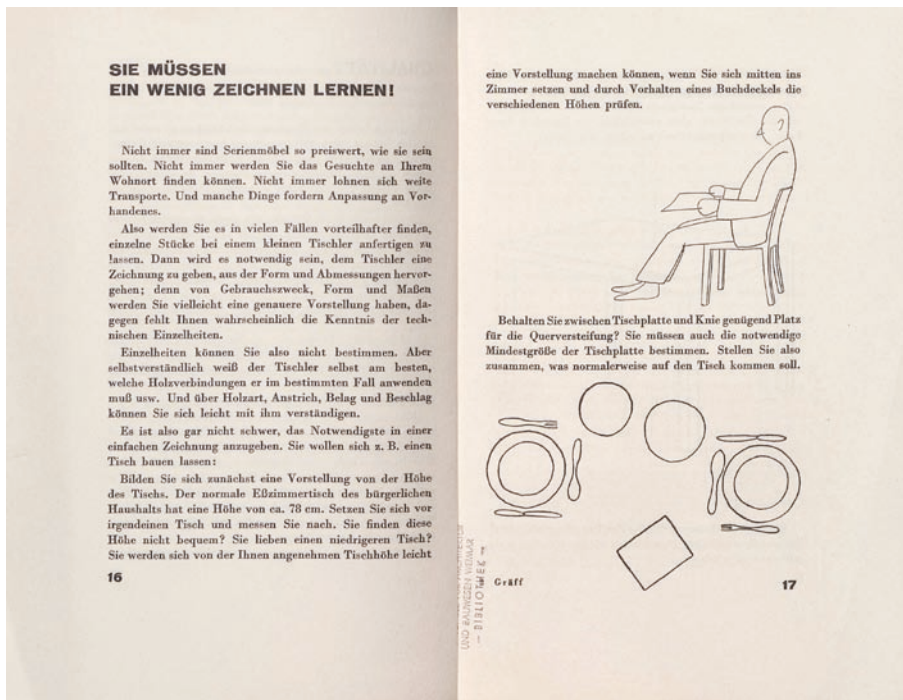 SIE MÜSSEN
EIN WENIG ZEICHNEN LERNEN!
Nicht immer sind Serienmöbel so preiswert, wie sie sein
sollten. Nicht immer werden Sie das Gesuchte an Ihrem
Wohnort finden können. Nicht immer lohnen sich weite
Transporte. Und manche Dinge fordern Anpassung an Vor-
handenes.
Also werden Sie es in vielen Fällen vorteilhafter finden,
einzelne Stücke bei einem kleinen Tischler anfertigen zu
lassen. Dann wird es notwendig sein, dem Tischler eine
Zeichnung zu geben, aus der Form und Abmessungen hervor-
gehen; denn von Gebrauchszweck, Form und Maßen
werden Sie vielleicht eine genauere Vorstellung haben, da-
gegen fehlt Ihnen wahrscheinlich die Kenntnis der tech-
nischen Einzelheiten.
Einzelheiten können Sie also nicht bestimmen. Aber
selbstverständlich weiß der Tischler selbst am besten,
welche Holzverbindungen er im bestimmten Fall anwenden
muß usw. Und über Holzart, Anstrich, Belag und Beschlag
können Sie sich leicht mit ihm verständigen.
Es ist also gar nicht schwer, das Notwendigste in einer
einfachen Zeichnung anzugeben. Sie wollen sich z. B. einen
Tisch bauen lassen:
Bilden Sie sich zunächst eine Vorstellung von der Höhe
des Tischs. Der normale Eßzimmertisch des bürgerlichen
Haushalts hat eine Höhe von ca. 78 cm. Setzen Sie sich vor
irgendeinen Tisch und messen Sie nach. Sie finden diese
Höhe nicht bequem? Sie lieben einen niedrigeren Tisch?
Sie werden sich von der Ihnen angenehmen Tischhöhe leicht
16
eine Vorstellung machen können, wenn Sie sich mitten ins
Zimmer setzen und durch Vorhalten eines Buchdeckels die
verschiedenen Höhen prüfen.
Behalten Sie zwischen Tischplatte und Knie genügend Platz
für die Querversteifung? Sie müssen auch die notwendige
Mindestgröße der Tischplatte bestimmen. Stellen Sie also
zusammen, was normalerweise auf den Tisch kommen soll.
UND BAUWESEN WEIMAR
— BIBLIOTHEK —
Gräff
17